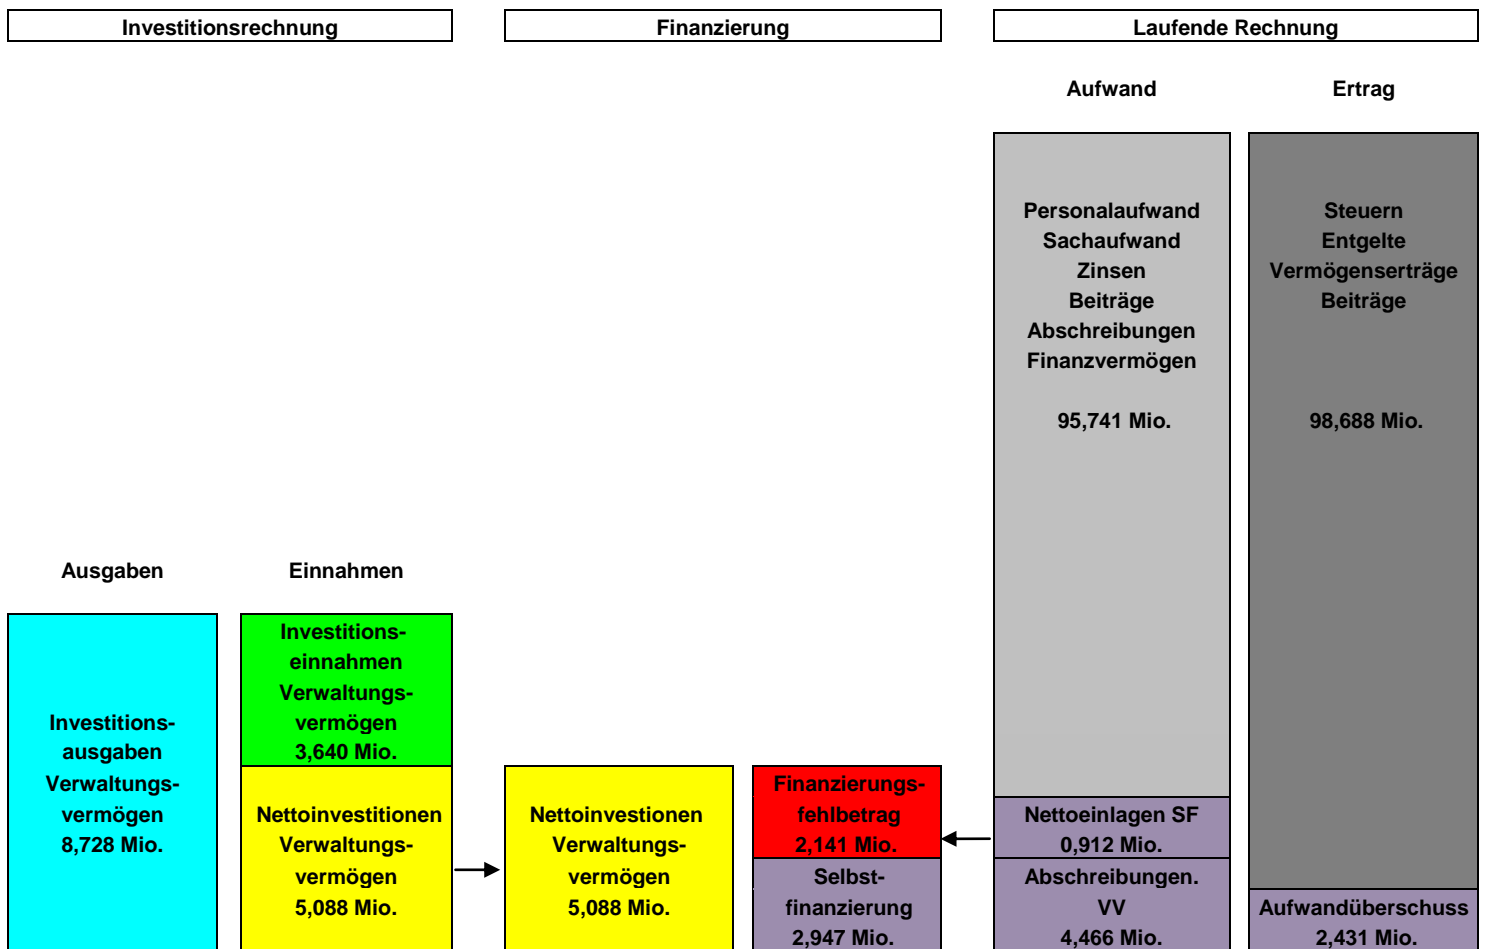 Investitionsrechnung
Finanzierung
Laufende Rechnung
Aufwand
Ertrag
Personalaufwand
Sachaufwand
Zinsen
Beiträge
Abschreibungen
Finanzvermögen
95,741 Mio.
Steuern
Entgelte
Vermögenserträge
Beiträge
98,688 Mio.
Ausgaben
Einnahmen
Investitions-
ausgaben
Verwaltungs-
vermögen
8,728 Mio.
Investitions-
einnahmen
Verwaltungs-
vermögen
3,640 Mio.
Nettoinvestitionen
Verwaltungs-
vermögen
5,088 Mio.
Nettoinvestionen
Verwaltungs-
vermögen
5,088 Mio.
Finanzierungs-
fehlbetrag
2,141 Mio.
Selbst-
finanzierung
2,947 Mio.
Nettoeinlagen SF
0,912 Mio.
Abschreibungen.
VV
4,466 Mio.
Aufwandüberschuss
2,431 Mio.